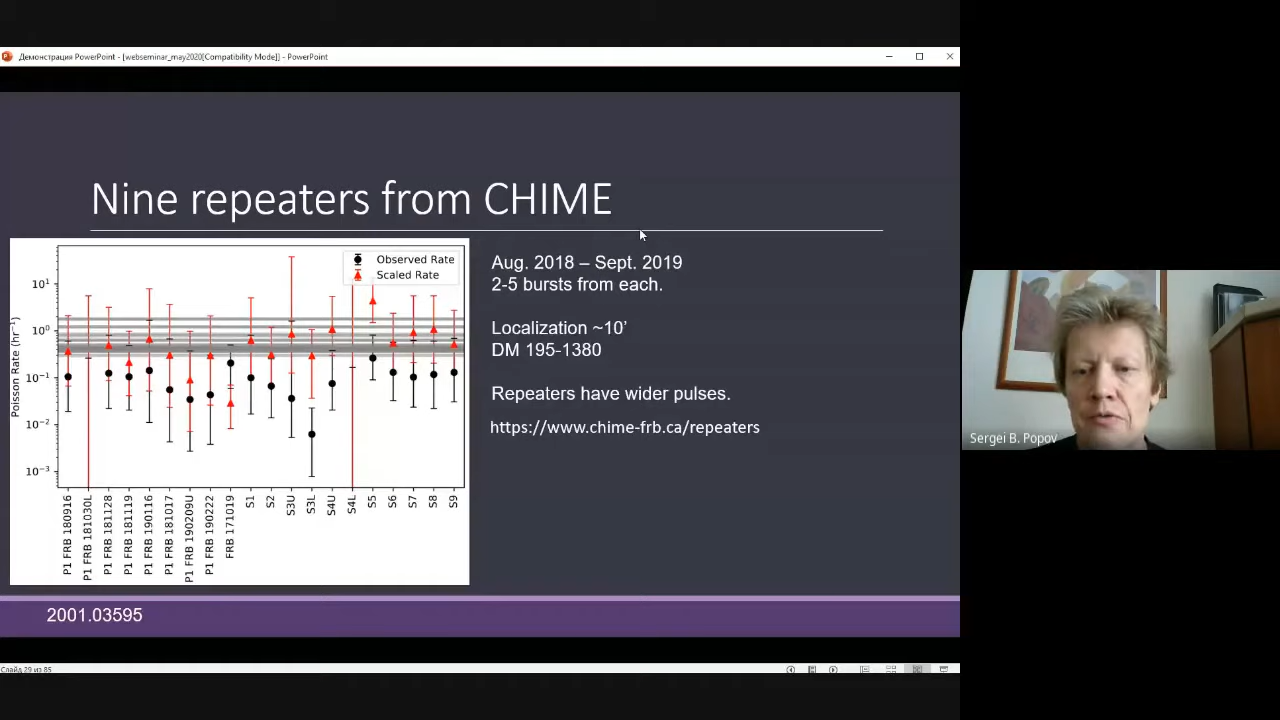 Демонстрация PowerPoint - [webseminar_may2020[Compatibility Mode]] - PowerPoint
Nine repeaters from CHIME
Observed Rate
Scaled Rate
Poisson Rate (hr⁻¹)
10¹
10⁰
10⁻¹
10⁻²
10⁻³
P1 FRB 180916
P1 FRB 181030L
P1 FRB 181128
P1 FRB 181119
P1 FRB 190116
P1 FRB 181017
P1 FRB 190209U
P1 FRB 190222
FRB 171019
S1
S2
S3U
S3L
S4U
S4L
S5
S6
S7
S8
S9
Aug. 2018 – Sept. 2019
2-5 bursts from each.
Localization ~10’
DM 195-1380
Repeaters have wider pulses.
https://www.chime-frb.ca/repeaters
2001.03595
Слайд 29 из 85
Sergei B. Popov